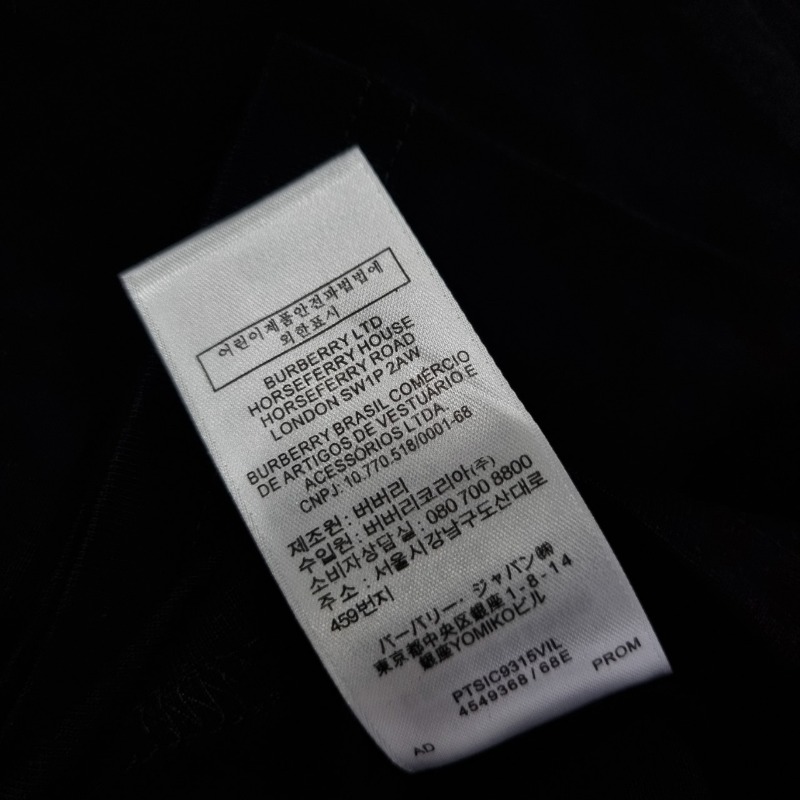 어린이제품안전특별법에
의한표시
BURBERRY LTD
HORSEFERRY HOUSE
HORSEFERRY ROAD
LONDON SW1P 2AW
BURBERRY BRASIL COMÉRCIO
DE ARTIGOS DE VESTUÁRIO E
ACESSÓRIOS LTDA.
CNPJ: 10.770.518/0001-68
제조원 : 버버리
수입원 : 버버리코리아(주)
소비자상담실 : 080 700 8800
주소 : 서울시강남구도산대로
459번지
バーバリー・ジャパン㈱
東京都中央区銀座1-8-14
銀座YOMIKOビル
PTSIC9315VIL
4549368 / 68E
PROM
AD